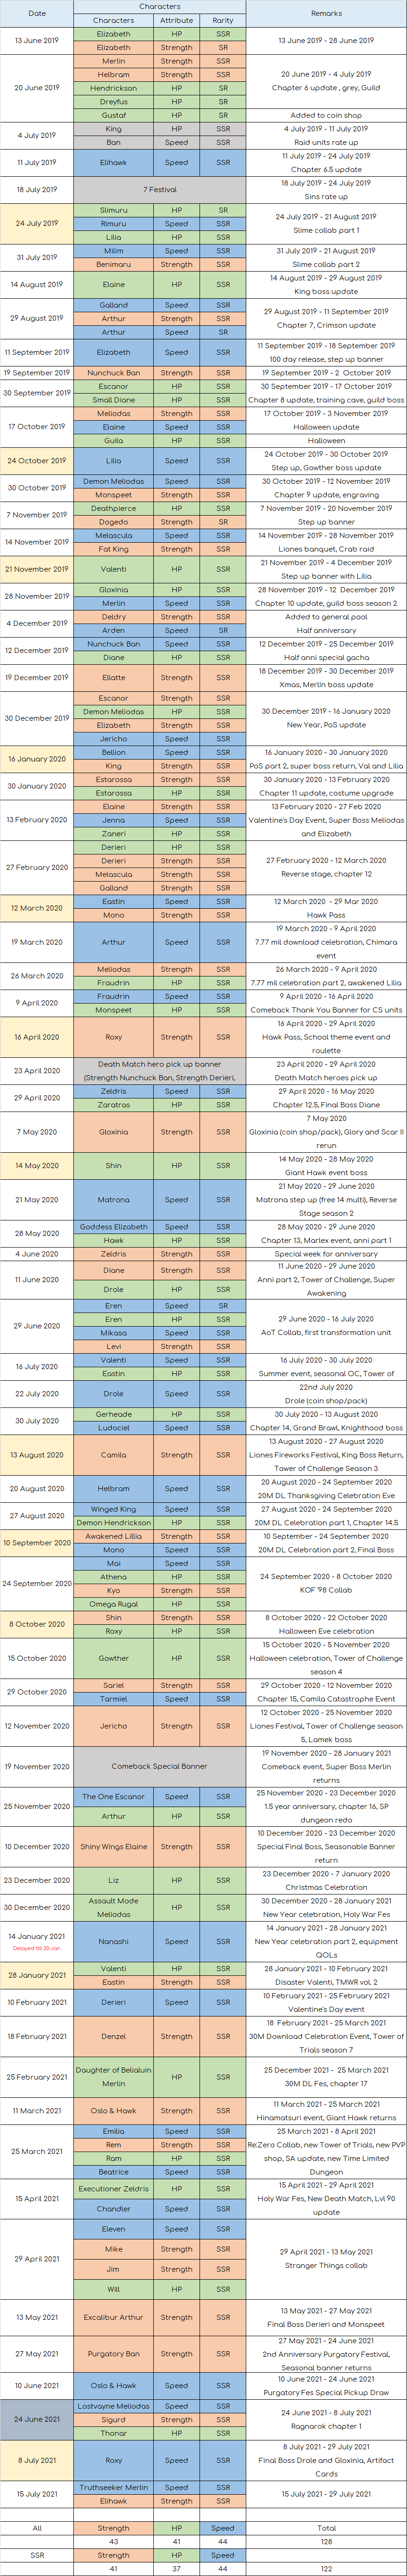 Date Characters Remarks
Characters Attribute Rarity
13 June 2019 Elizabeth HP SSR 13 June 2019 - 28 June 2019
Elizabeth Strength SR
20 June 2019 Merlin Strength SSR 20 June 2019 - 4 July 2019
Helbram Strength SSR Chapter 6 update , grey, Guild
Hendrickson HP SR
Dreyfus HP SR
Gustaf HP SR Added to coin shop
4 July 2019 King HP SSR 4 July 2019 - 11 July 2019
Ban Speed SSR Raid units rate up
11 July 2019 Elihawk Speed SSR 11 July 2019 - 24 July 2019
Chapter 6.5 update
18 July 2019 7 Festival 18 July 2019 - 24 July 2019
Sins rate up
24 July 2019 Slimuru HP SR 24 July 2019 - 21 August 2019
Rimuru Speed SSR Slime collab part 1
Lilia HP SSR
31 July 2019 Milim Speed SSR 31 July 2019 - 21 August 2019
Benimaru Strength SSR Slime collab part 2
14 August 2019 Elaine HP SSR 14 August 2019 - 29 August 2019
King boss update
29 August 2019 Galland Speed SSR 29 August 2019 - 11 September 2019
Arthur Strength SSR Chapter 7, Crimson update
Arthur Speed SR
11 September 2019 Elizabeth Speed SSR 11 September 2019 - 18 September 2019
100 day release, step up banner
19 September 2019 Nunchuck Ban Strength SSR 19 September 2019 - 2 October 2019
30 September 2019 Escanor HP SSR 30 September 2019 - 17 October 2019
Small Diane HP SSR Chapter 8 update, training cave, guild boss
17 October 2019 Meliodas Strength SSR 17 October 2019 - 3 November 2019
Elaine Speed SSR Halloween update
Guila HP SSR Halloween
24 October 2019 Lilia Speed SSR 24 October 2019 - 30 October 2019
Step up, Gowther boss update
30 October 2019 Demon Meliodas Speed SSR 30 October 2019 - 12 November 2019
Monspeet Strength SSR Chapter 9 update, engraving
7 November 2019 Deathpierce HP SSR 7 November 2019 - 20 November 2019
Dogedo Strength SR Step up banner
14 November 2019 Melascula Speed SSR 14 November 2019 - 28 November 2019
Fat King Strength SSR Liones banquet, Crab raid
21 November 2019 Valenti HP SSR 21 November 2019 - 4 December 2019
Step up banner with Lilia
28 November 2019 Gloxinia HP SSR 28 November 2019 - 12 December 2019
Merlin Speed SSR Chapter 10 update, guild boss season 2
4 December 2019 Deldry Strength SSR Added to general pool
Arden Speed SR Half anniversary
12 December 2019 Nunchuck Ban Speed SSR 12 December 2019 - 25 December 2019
Diane HP SSR Half anni special gacha
19 December 2019 Ellatte Strength SSR 18 December 2019 - 30 December 2019
Xmas, Merlin boss update
30 December 2019 Escanor Strength SSR 30 December 2019 - 16 January 2020
Demon Meliodas HP SSR New Year, PoS update
Elizabeth Strength SSR
Jericho Speed SSR
16 January 2020 Bellion Speed SSR 16 January 2020 - 30 January 2020
King Strength SSR PoS part 2, super boss return, Val and Lilia
30 January 2020 Estarossa Strength SSR 30 January 2020 - 13 February 2020
Estarossa HP SSR Chapter 11 update, costume upgrade
13 February 2020 Elaine Strength SSR 13 February 2020 - 27 Feb 2020
Jenna Speed SSR Valentine's Day Event, Super Boss Meliodas
Zaneri HP SSR and Elizabeth
27 February 2020 Derieri HP SSR 27 February 2020 - 12 March 2020
Derieri Strength SSR Reverse stage, chapter 12
Melascula Strength SSR
Galland Strength SSR
12 March 2020 Eastin Speed SSR 12 March 2020 - 29 Mar 2020
Mono Strength SSR Hawk Pass
19 March 2020 Arthur Speed SSR 19 March 2020 - 9 April 2020
7.77 mil download celebration, Chimara
event
26 March 2020 Meliodas Strength SSR 26 March 2020 - 9 April 2020
Fraudrin HP SSR 7.77 mil celebration part 2, awakened Lilia
9 April 2020 Fraudrin Speed SSR 9 April 2020 - 16 April 2020
Monspeet HP SSR Comeback Thank You Banner for CS units
16 April 2020 Roxy Strength SSR 16 April 2020 - 29 April 2020
Hawk Pass, School theme event and
roulette
23 April 2020 Death Match hero pick up banner 23 April 2020 - 29 April 2020
(Strength Nunchuck Ban, Strength Derieri, Death Match heroes pick up
29 April 2020 Zeldris Speed SSR 29 April 2020 - 16 May 2020
Zaratras HP SSR Chapter 12.5, Final Boss Diane
7 May 2020 Gloxinia Strength SSR 7 May 2020
Gloxinia (coin shop/pack), Glory and Scar II
rerun
14 May 2020 Shin HP SSR 14 May 2020 - 28 May 2020
Giant Hawk event boss
21 May 2020 Matrona Speed SSR 21 May 2020 - 29 June 2020
Matrona step up (free 14 multi), Reverse
Stage season 2
28 May 2020 Goddess Elizabeth Speed SSR 28 May 2020 - 29 June 2020
Hawk HP SSR Chapter 13, Marlex event, anni part 1
4 June 2020 Zeldris Strength SSR Special week for anniversary
11 June 2020 Diane Strength SSR 11 June 2020 - 29 June 2020
Drole HP SSR Anni part 2, Tower of Challenge, Super
Awakening
29 June 2020 Eren Speed SR 29 June 2020 - 16 July 2020
Eren HP SSR AoT Collab, first transformation unit
Mikasa Speed SSR
Levi Strength SSR
16 July 2020 Valenti Speed SSR 16 July 2020 - 30 July 2020
Eastin HP SSR Summer event, seasonal OC, Tower of
22 July 2020 Drole Speed SSR 22nd July 2020
Drole (coin shop/pack)
30 July 2020 Gerheade HP SSR 30 July 2020 - 13 August 2020
Ludociel Speed SSR Chapter 14, Grand Brawl, Knighthood boss
13 August 2020 Camila Strength SSR 13 August 2020 - 27 August 2020
Liones Fireworks Festival, King Boss Return,
Tower of Challenge Season 3
20 August 2020 Helbram Speed SSR 20 August 2020 - 24 September 2020
20M DL Thanksgiving Celebration Eve
27 August 2020 Winged King Speed SSR 27 August 2020 - 24 September 2020
Demon Hendrickson HP SSR 20M DL Celebration part 1, Chapter 14.5
10 September 2020 Awakened Lillia Strength SSR 10 September - 24 September 2020
Mono Speed SSR 20M DL Celebration part 2, Final Boss
24 September 2020 Mai Speed SSR 24 September 2020 - 8 October 2020
Athena HP SSR KOF '98 Collab
Kyo Strength SSR
Omega Rugal HP SSR
8 October 2020 Shin Strength SSR 8 October 2020 - 22 October 2020
Roxy HP SSR Halloween Eve celebration
15 October 2020 Gowther HP SSR 15 October 2020 - 5 November 2020
Halloween celebration, Tower of Challenge
season 4
29 October 2020 Sariel Strength SSR 29 October 2020 - 12 November 2020
Tarmiel Speed SSR Chapter 15, Camila Catastrophe Event
12 November 2020 Jericho Strength SSR 12 October 2020 - 25 November 2020
Liones Festival, Tower of Challenge season
5, Lamek boss
19 November 2020 Comeback Special Banner 19 November 2020 - 28 January 2021
Comeback event, Super Boss Merlin
returns
25 November 2020 The One Escanor Speed SSR 25 November 2020 - 23 December 2020
Arthur HP SSR 1.5 year anniversary, chapter 16, SP
dungeon redo
10 December 2020 Shiny Wings Elaine Strength SSR 10 December 2020 - 23 December 2020
Special Final Boss, Seasonable Banner
return
23 December 2020 Liz HP SSR 23 December 2020 - 7 January 2020
Christmas Celebration
30 December 2020 Assault Mode HP SSR 30 December 2020 - 28 January 2021
Meliodas New Year celebration, Holy War Fes
14 January 2021 Nanashi Speed SSR 14 January 2021 - 28 January 2021
Delayed till 20 Jan New Year celebration part 2, equipment
QOLs
28 January 2021 Valenti HP SSR 28 January 2021 - 10 February 2021
Eastin Strength SSR Disaster Valenti, TMWR vol. 2
10 February 2021 Derieri Speed SSR 10 February 2021 - 25 February 2021
Valentine's Day event
18 February 2021 Denzel Strength SSR 18 February 2021 - 25 March 2021
30M Download Celebration Event, Tower of
Trials season 7
25 February 2021 Daughter of Belialuin HP SSR 25 December 2021 - 25 March 2021
Merlin 30M DL Fes, chapter 17
11 March 2021 Oslo & Hawk Strength SSR 11 March 2021 - 25 March 2021
Hinamatsuri event, Giant Hawk returns
25 March 2021 Emilia Speed SSR 25 March 2021 - 8 April 2021
Rem Strength SSR Re:Zero Collab, new Tower of Trials, new PVP
Ram HP SSR shop, SA update, new Time Limited
Beatrice Speed SSR Dungeon
15 April 2021 Executioner Zeldris HP SSR 15 April 2021 - 29 April 2021
Chandler Speed SSR Holy War Fes, New Death Match, Lvl 90
update
29 April 2021 Eleven Speed SSR 29 April 2021 - 13 May 2021
Mike Strength SSR Stranger Things collab
Jim Strength SSR
Will HP SSR
13 May 2021 Excalibur Arthur Strength SSR 13 May 2021 - 27 May 2021
Final Boss Derieri and Monspeet
27 May 2021 Purgatory Ban Strength SSR 27 May 2021 - 24 June 2021
2nd Anniversary Purgatory Festival,
Seasonal banner returns
10 June 2021 Oslo & Hawk Speed SSR 10 June 2021 - 24 June 2021
Purgatory Fes Special Pickup Draw
24 June 2021 Lostvayne Meliodas Speed SSR 24 June 2021 - 8 July 2021
Sigurd Strength SSR Ragnarok chapter 1
Thonar HP SSR
8 July 2021 Roxy Speed SSR 8 July 2021 - 29 July 2021
Final Boss Drole and Gloxinia, Artifact
Cards
15 July 2021 Truthseeker Merlin Speed SSR 15 July 2021 - 29 July 2021
Elihawk Strength SSR
All Strength HP Speed Total
43 41 44 128
SSR Strength HP Speed
41 37 44 122